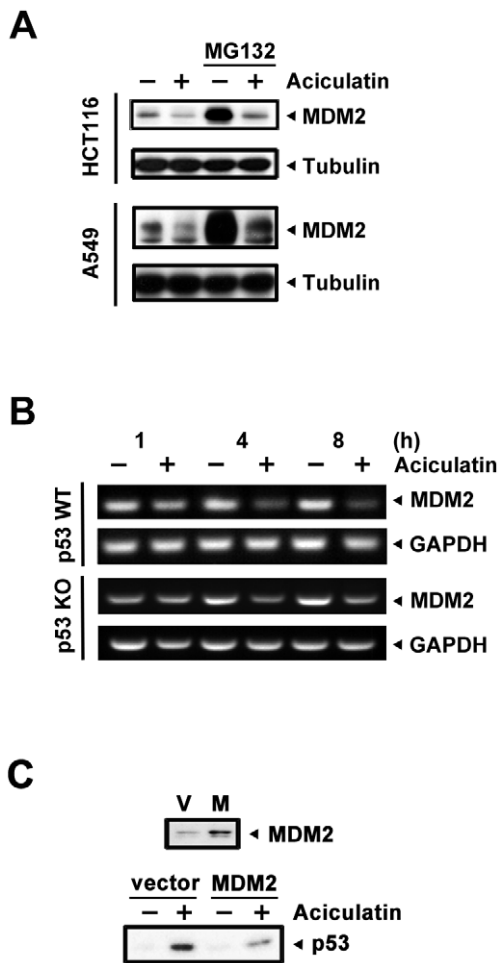 A
MG132
− + − + Aciculatin
HCT116
◄ MDM2
◄ Tubulin
A549
◄ MDM2
◄ Tubulin
B
1 4 8 (h)
− + − + − + Aciculatin
p53 WT
◄ MDM2
◄ GAPDH
p53 KO
◄ MDM2
◄ GAPDH
C
V M
◄ MDM2
vector MDM2
− + − + Aciculatin
◄ p53